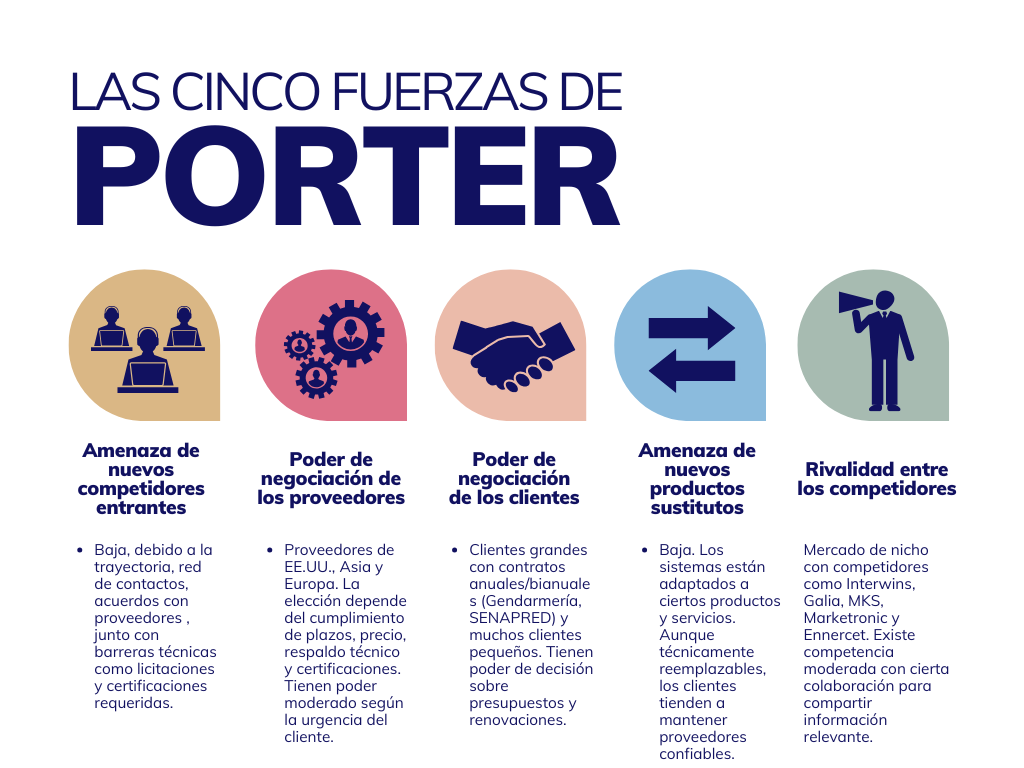 LAS CINCO FUERZAS DE
PORTER
Amenaza de
nuevos
competidores
entrantes
• Baja, debido a la
trayectoria, red
de contactos,
acuerdos con
proveedores ,
junto con
barreras técnicas
como licitaciones
y certificaciones
requeridas.
Poder de
negociación de
los proveedores
• Proveedores de
EE.UU., Asia y
Europa. La
elección depende
del cumplimiento
de plazos, precio,
respaldo técnico
y certificaciones.
Tienen poder
moderado según
la urgencia del
cliente.
Poder de
negociación
de los clientes
• Clientes grandes
con contratos
anuales/bianuale
s (Gendarmería,
SENAPRED) y
muchos clientes
pequeños. Tienen
poder de decisión
sobre
presupuestos y
renovaciones.
Amenaza de
nuevos
productos
sustitutos
• Baja. Los
sistemas están
adaptados a
ciertos productos
y servicios.
Aunque
técnicamente
reemplazables,
los clientes
tienden a
mantener
proveedores
confiables.
Rivalidad entre
los competidores
Mercado de nicho
con competidores
como Interwins,
Galia, MKS,
Marketronic y
Ennercet. Existe
competencia
moderada con cierta
colaboración para
compartir
información
relevante.